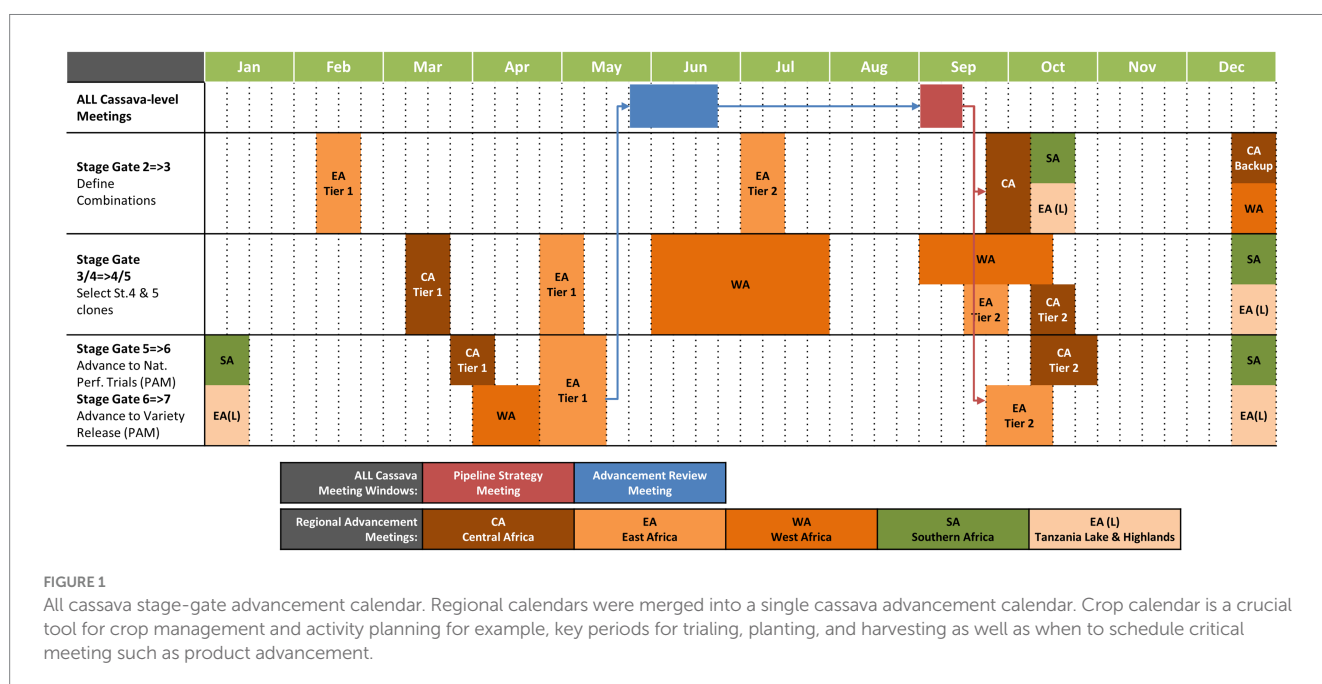 Jan Feb Mar Apr May Jun Jul Aug Sep Oct Nov Dec
ALL Cassava-level
Meetings
Stage Gate 2=>3
Define
Combinations
EA
Tier 1
EA
Tier 2
CA
SA
EA (L)
CA
Backup
WA
Stage Gate
3/4=>4/5
Select St.4 & 5
clones
CA
Tier 1
EA
Tier 1
WA
WA
EA
Tier 2
CA
Tier 2
SA
EA (L)
Stage Gate 5=>6
Advance to Nat.
Perf. Trials (PAM)
Stage Gate 6=>7
Advance to Variety
Release (PAM)
SA
EA(L)
CA
Tier 1
WA
EA
Tier 1
CA
Tier 2
EA
Tier 2
SA
EA(L)
ALL Cassava
Meeting Windows:
Pipeline Strategy
Meeting
Advancement Review
Meeting
Regional Advancement
Meetings:
CA
Central Africa
EA
East Africa
WA
West Africa
SA
Southern Africa
EA (L)
Tanzania Lake & Highlands
FIGURE 1
All cassava stage-gate advancement calendar. Regional calendars were merged into a single cassava advancement calendar. Crop calendar is a crucial
tool for crop management and activity planning for example, key periods for trialing, planting, and harvesting as well as when to schedule critical
meeting such as product advancement.